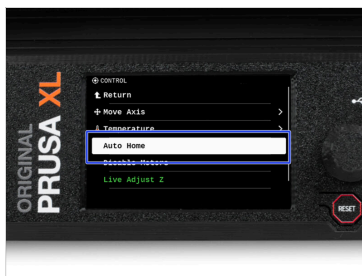 ORIGINAL
PRUSA XL
CONTROL
Return
Move Axis
Temperature
Auto Home
Disable Motors
Live Adjust Z
RESET